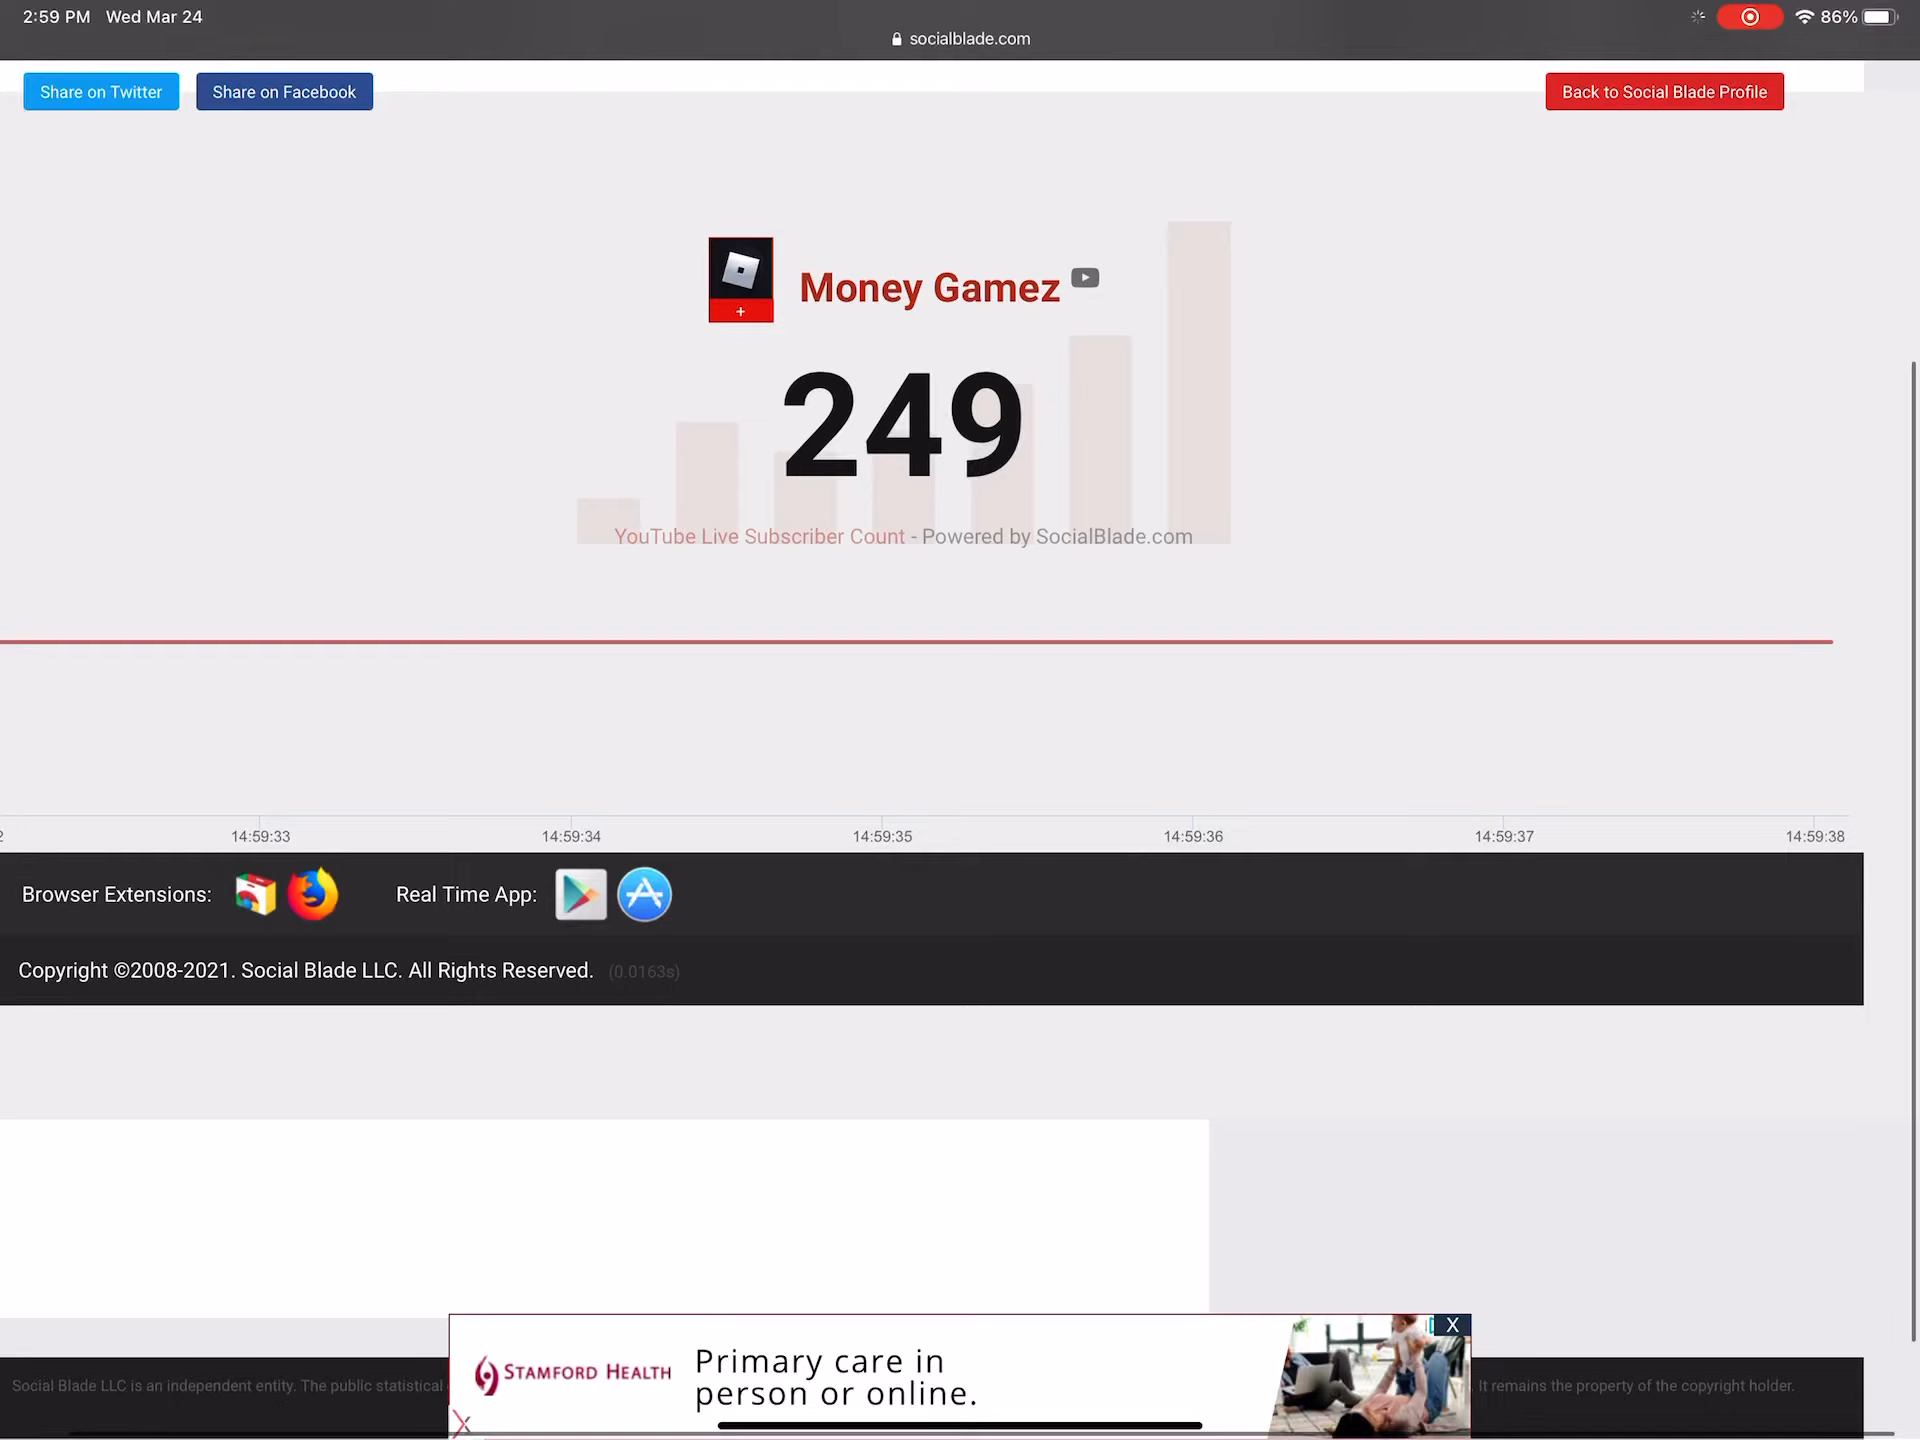 2:59 PM Wed Mar 24
86%
socialblade.com
Share on Twitter
Share on Facebook
Back to Social Blade Profile
Money Gamez
+
249
YouTube Live Subscriber Count - Powered by SocialBlade.com
14:59:33
14:59:34
14:59:35
14:59:36
14:59:37
14:59:38
Browser Extensions:
Real Time App:
Copyright ©2008-2021. Social Blade LLC. All Rights Reserved. (0.0163s)
X
STAMFORD HEALTH
Primary care in
person or online.
Social Blade LLC is an independent entity. The public statistical
It remains the property of the copyright holder.